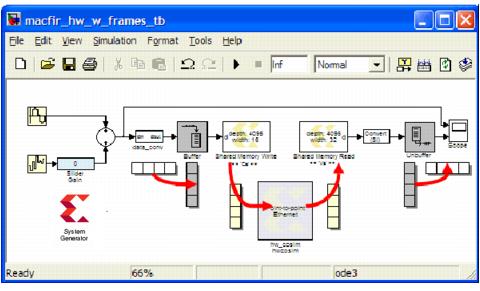 macfir_hw_w_frames_tb
File Edit View Simulation Format Tools Help
Inf Normal
depth: 4096
width: 16
depth: 4096
width: 32
Convert
data_conv
Buffer
Shared Memory Write
Shared Memory Read
Unbuffer
Scope
0
Slider
Gain
System
Generator
Point-to-point
Ethernet
hw_cosim
hwcosim
Ready 66% ode3